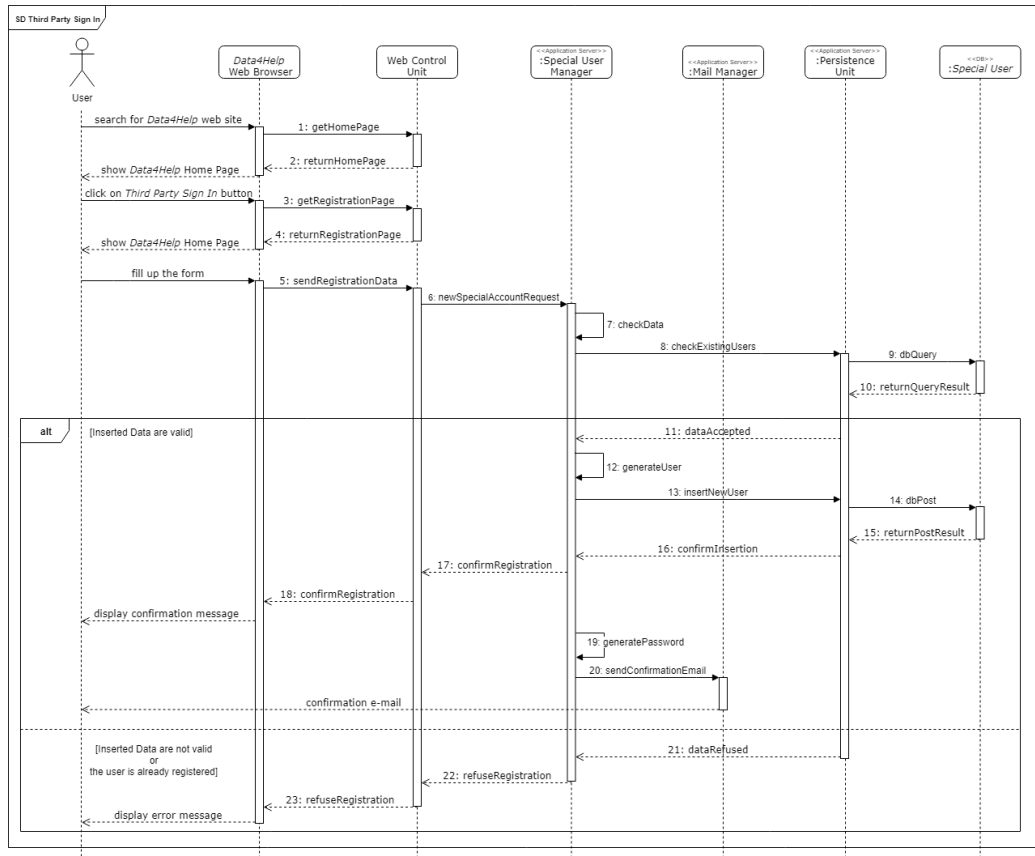 SD Third Party Sign In
User
Data4Help
Web Browser
Web Control
Unit
<<Application Server>>
:Special User
Manager
<<Application Server>>
:Mail Manager
<<Application Server>>
:Persistence
Unit
<<DB>>
:Special User
search for Data4Help web site
1: getHomePage
2: returnHomePage
show Data4Help Home Page
click on Third Party Sign In button
3: getRegistrationPage
4: returnRegistrationPage
show Data4Help Home Page
fill up the form
5: sendRegistrationData
6: newSpecialAccountRequest
7: checkData
8: checkExistingUsers
9: dbQuery
10: returnQueryResult
alt
[Inserted Data are valid]
11: dataAccepted
12: generateUser
13: insertNewUser
14: dbPost
15: returnPostResult
16: confirmInsertion
17: confirmRegistration
18: confirmRegistration
display confirmation message
19: generatePassword
20: sendConfirmationEmail
confirmation e-mail
[Inserted Data are not valid
or
the user is already registered]
21: dataRefused
22: refuseRegistration
23: refuseRegistration
display error message